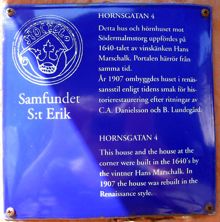 HORNSGATAN 4
Detta hus och hörnhuset mot
Södermalmstorg uppfördes på
1640-talet av vinskänken Hans
Marschalk. Portalen härrör från
samma tid.
År 1907 ombyggdes huset i renäs-
sansstil enligt tidens smak för his-
torierestaurering efter ritningar av
C.A. Danielsson och B. Lundegård.
Samfundet
S:t Erik
HORNSGATAN 4
This house and the house at the
corner were built in the 1640's by
the vintner Hans Marschalk. In
1907 the house was rebuilt in the
Renaissance style.